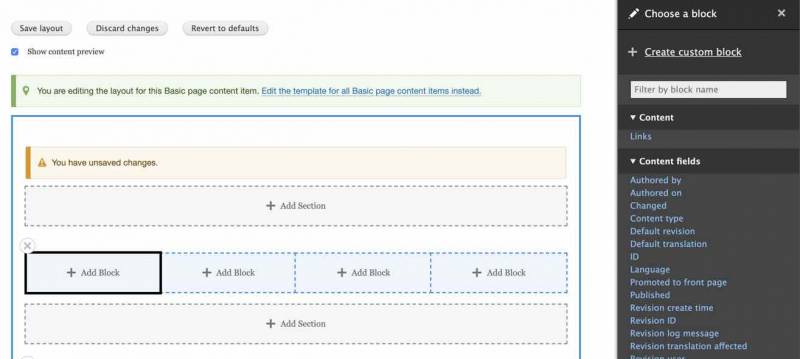 Save layout
Discard changes
Revert to defaults
Show content preview
You are editing the layout for this Basic page content item. Edit the template for all Basic page content items instead.
You have unsaved changes.
+ Add Section
+ Add Block
+ Add Block
+ Add Block
+ Add Block
+ Add Section
Choose a block
+ Create custom block
Filter by block name
Content
Links
Content fields
Authored by
Authored on
Changed
Content type
Default revision
Default translation
ID
Language
Promoted to front page
Published
Revision create time
Revision ID
Revision log message
Revision translation affected
Revision user